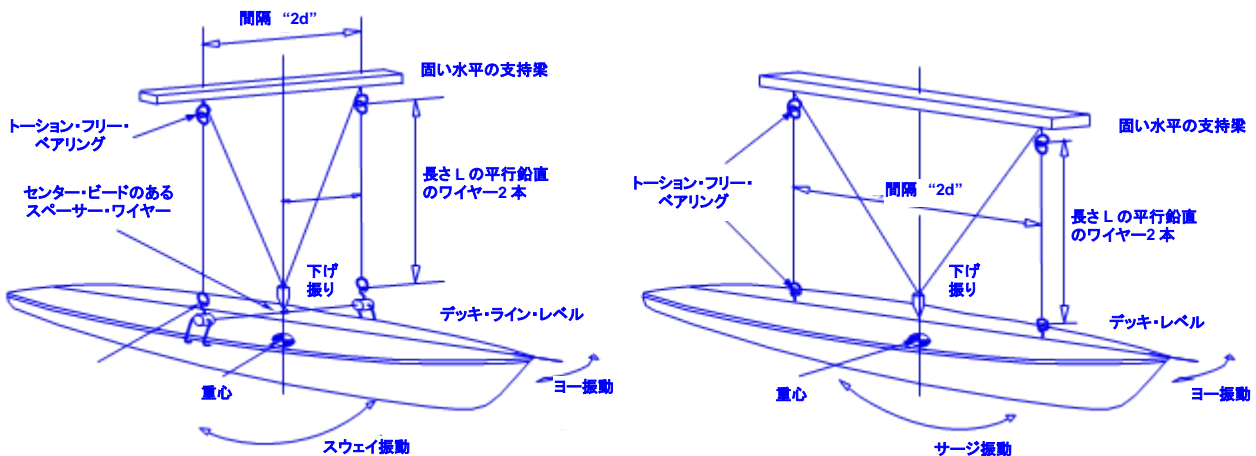 間隔 “2d”
固い水平の支持梁
トーション・フリー・
ベアリング
長さ L の平行鉛直
のワイヤー2 本
センター・ビードのある
スペーサー・ワイヤー
下げ
振り
デッキ・ライン・レベル
重心
ヨー振動
スウェイ振動
固い水平の支持梁
トーション・フリー・
ベアリング
間隔 “2d”
長さ L の平行鉛直
のワイヤー2 本
下げ
振り
デッキ・レベル
重心
ヨー振動
サージ振動